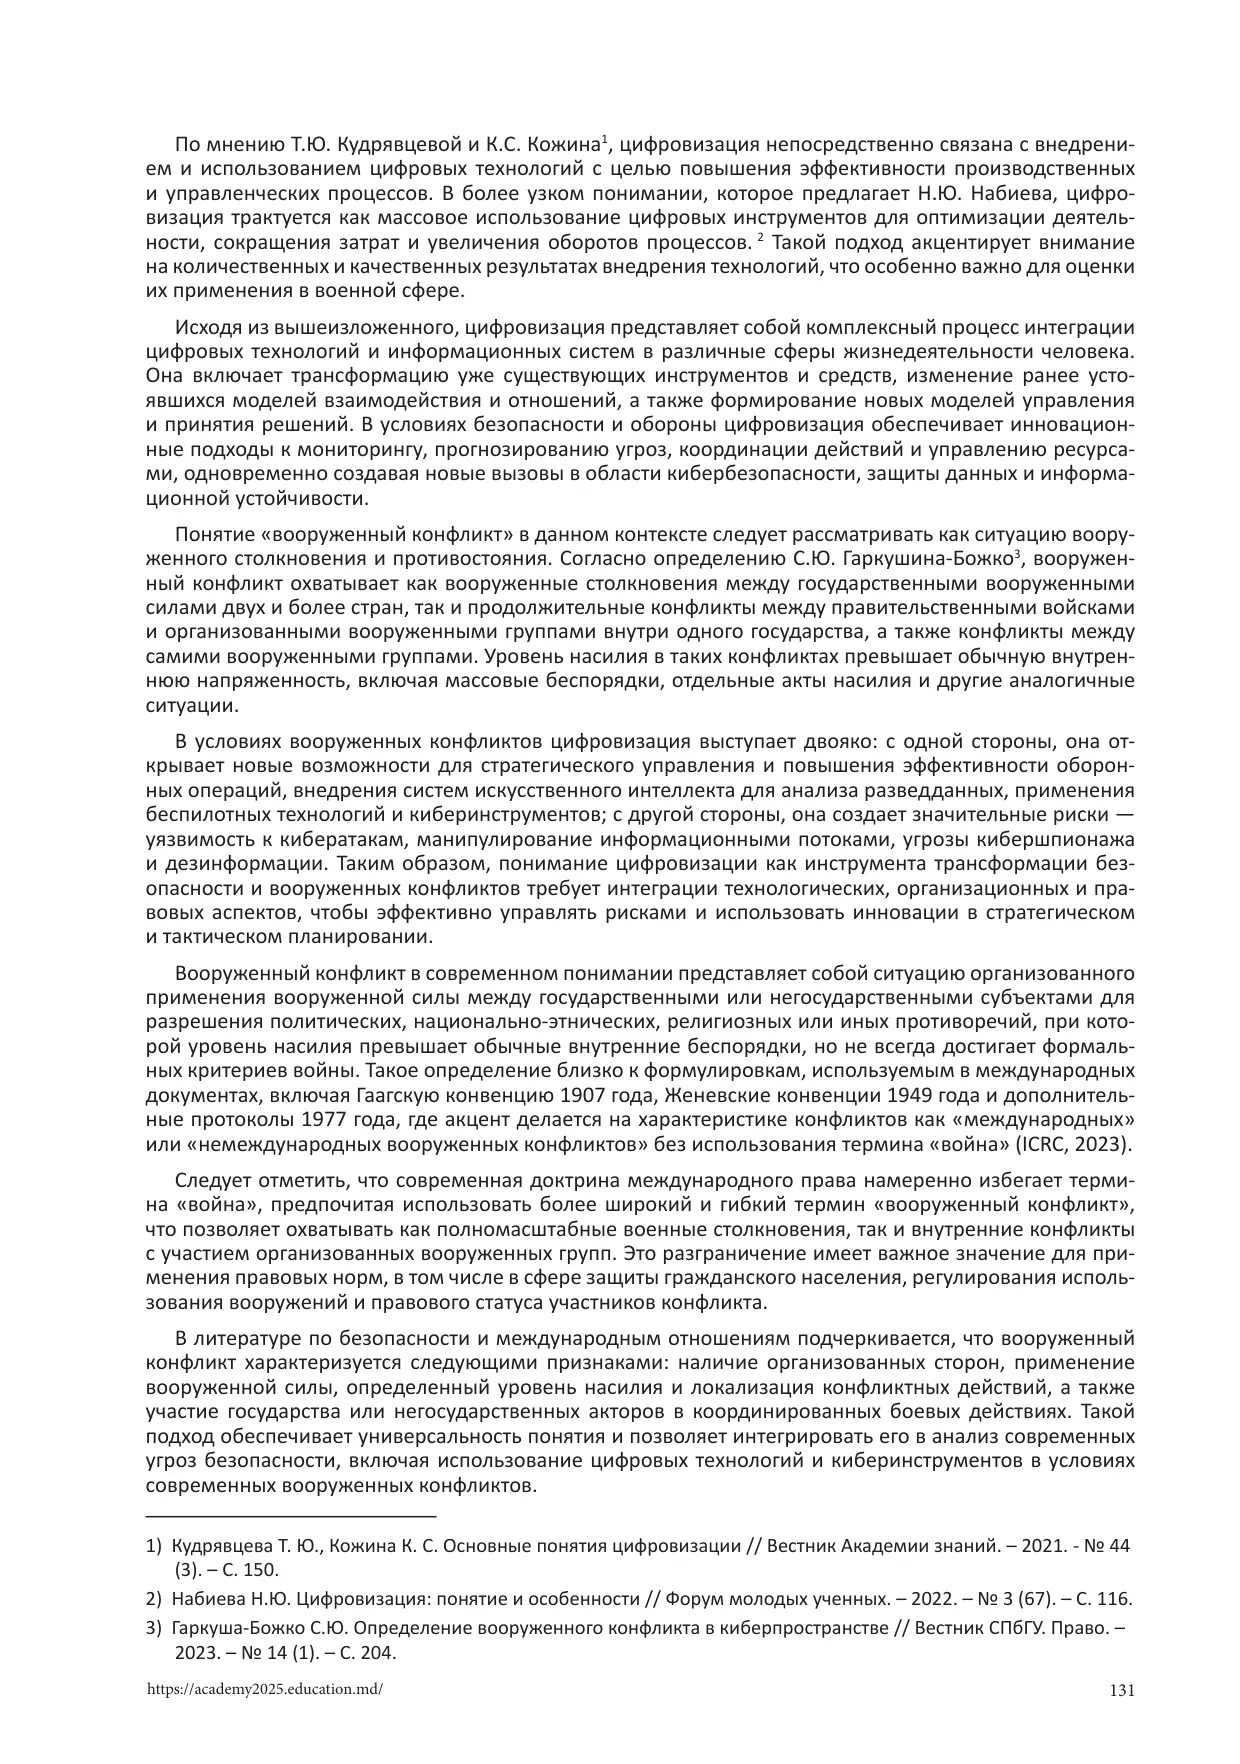 По мнению Т.Ю. Кудрявцевой и К.С. Кожина1, цифровизация непосредственно связана с внедрени-
ем и использованием цифровых технологий с целью повышения эффективности производственных
и управленческих процессов. В более узком понимании, которое предлагает Н.Ю. Набиева, цифро-
визация трактуется как массовое использование цифровых инструментов для оптимизации деятель-
ности, сокращения затрат и увеличения оборотов процессов. 2 Такой подход акцентирует внимание
на количественных и качественных результатах внедрения технологий, что особенно важно для оценки
их применения в военной сфере.
Исходя из вышеизложенного, цифровизация представляет собой комплексный процесс интеграции
цифровых технологий и информационных систем в различные сферы жизнедеятельности человека.
Она включает трансформацию уже существующих инструментов и средств, изменение ранее усто-
явшихся моделей взаимодействия и отношений, а также формирование новых моделей управления
и принятия решений. В условиях безопасности и обороны цифровизация обеспечивает инновацион-
ные подходы к мониторингу, прогнозированию угроз, координации действий и управлению ресурса-
ми, одновременно создавая новые вызовы в области кибербезопасности, защиты данных и информа-
ционной устойчивости.
Понятие «вооруженный конфликт» в данном контексте следует рассматривать как ситуацию воору-
женного столкновения и противостояния. Согласно определению С.Ю. Гаркушина-Божко3, вооружен-
ный конфликт охватывает как вооруженные столкновения между государственными вооруженными
силами двух и более стран, так и продолжительные конфликты между правительственными войсками
и организованными вооруженными группами внутри одного государства, а также конфликты между
самими вооруженными группами. Уровень насилия в таких конфликтах превышает обычную внутрен-
нюю напряженность, включая массовые беспорядки, отдельные акты насилия и другие аналогичные
ситуации.
В условиях вооруженных конфликтов цифровизация выступает двояко: с одной стороны, она от-
крывает новые возможности для стратегического управления и повышения эффективности оборон-
ных операций, внедрения систем искусственного интеллекта для анализа разведданных, применения
беспилотных технологий и киберинструментов; с другой стороны, она создает значительные риски —
уязвимость к кибератакам, манипулирование информационными потоками, угрозы кибершпионажа
и дезинформации. Таким образом, понимание цифровизации как инструмента трансформации без-
опасности и вооруженных конфликтов требует интеграции технологических, организационных и пра-
вовых аспектов, чтобы эффективно управлять рисками и использовать инновации в стратегическом
и тактическом планировании.
Вооруженный конфликт в современном понимании представляет собой ситуацию организованного
применения вооруженной силы между государственными или негосударственными субъектами для
разрешения политических, национально-этнических, религиозных или иных противоречий, при кото-
рой уровень насилия превышает обычные внутренние беспорядки, но не всегда достигает формаль-
ных критериев войны. Такое определение близко к формулировкам, используемым в международных
документах, включая Гаагскую конвенцию 1907 года, Женевские конвенции 1949 года и дополнитель-
ные протоколы 1977 года, где акцент делается на характеристике конфликтов как «международных»
или «немеждународных вооруженных конфликтов» без использования термина «война» (ICRC, 2023).
Следует отметить, что современная доктрина международного права намеренно избегает терми-
на «война», предпочитая использовать более широкий и гибкий термин «вооруженный конфликт»,
что позволяет охватывать как полномасштабные военные столкновения, так и внутренние конфликты
с участием организованных вооруженных групп. Это разграничение имеет важное значение для при-
менения правовых норм, в том числе в сфере защиты гражданского населения, регулирования исполь-
зования вооружений и правового статуса участников конфликта.
В литературе по безопасности и международным отношениям подчеркивается, что вооруженный
конфликт характеризуется следующими признаками: наличие организованных сторон, применение
вооруженной силы, определенный уровень насилия и локализация конфликтных действий, а также
участие государства или негосударственных акторов в координированных боевых действиях. Такой
подход обеспечивает универсальность понятия и позволяет интегрировать его в анализ современных
угроз безопасности, включая использование цифровых технологий и киберинструментов в условиях
современных вооруженных конфликтов.
1) Кудрявцева Т. Ю., Кожина К. С. Основные понятия цифровизации // Вестник Академии знаний. – 2021. - № 44
(3). – С. 150.
2) Набиева Н.Ю. Цифровизация: понятие и особенности // Форум молодых ученных. – 2022. – № 3 (67). – С. 116.
3) Гаркуша-Божко С.Ю. Определение вооруженного конфликта в киберпространстве // Вестник СПбГУ. Право. –
2023. – № 14 (1). – С. 204.
https://academy2025.education.md/
131